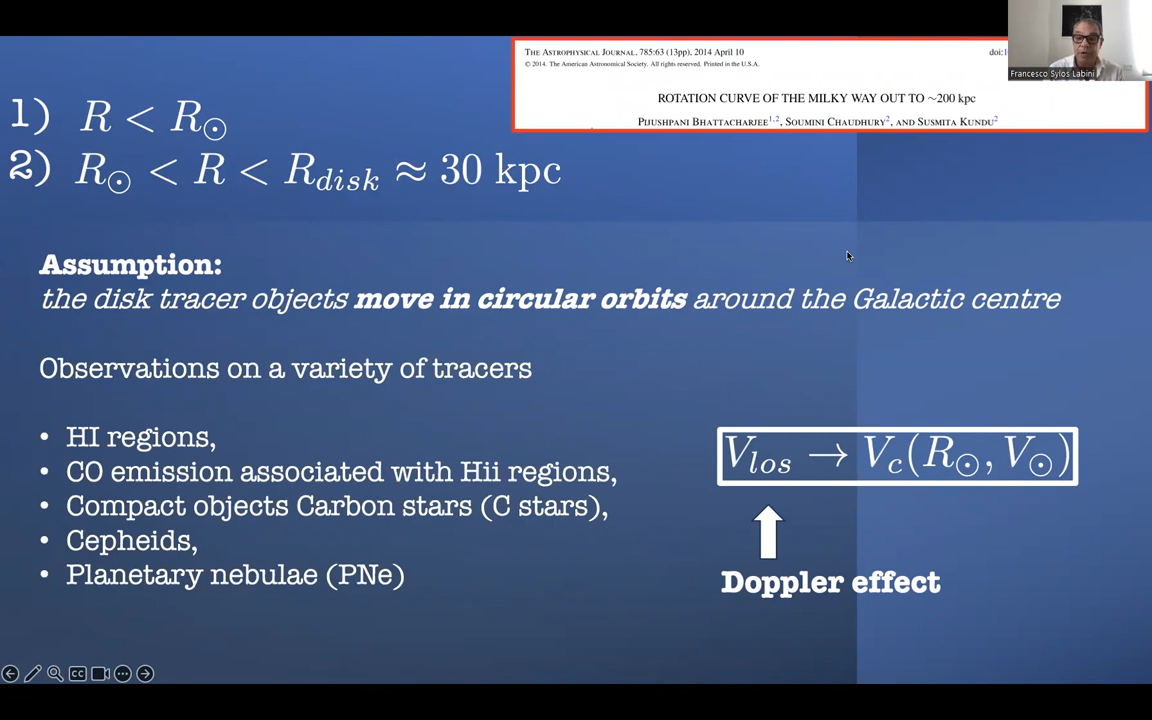 THE ASTROPHYSICAL JOURNAL, 785:63 (13pp), 2014 April 10
doi:1
© 2014. The American Astronomical Society. All rights reserved. Printed in the U.S.A.
ROTATION CURVE OF THE MILKY WAY OUT TO ~200 kpc
PIJUSHPANI BHATTACHARJEE1,2, SOUMINI CHAUDHURY2, AND SUSMITA KUNDU2
Francesco Sylos Labini
1) R < R⊙
2) R⊙ < R < Rdisk ≈ 30 kpc
Assumption:
the disk tracer objects move in circular orbits around the Galactic centre
Observations on a variety of tracers
• HI regions,
• CO emission associated with Hii regions,
• Compact objects Carbon stars (C stars),
• Cepheids,
• Planetary nebulae (PNe)
Vlos → Vc(R⊙, V⊙)
Doppler effect
CC